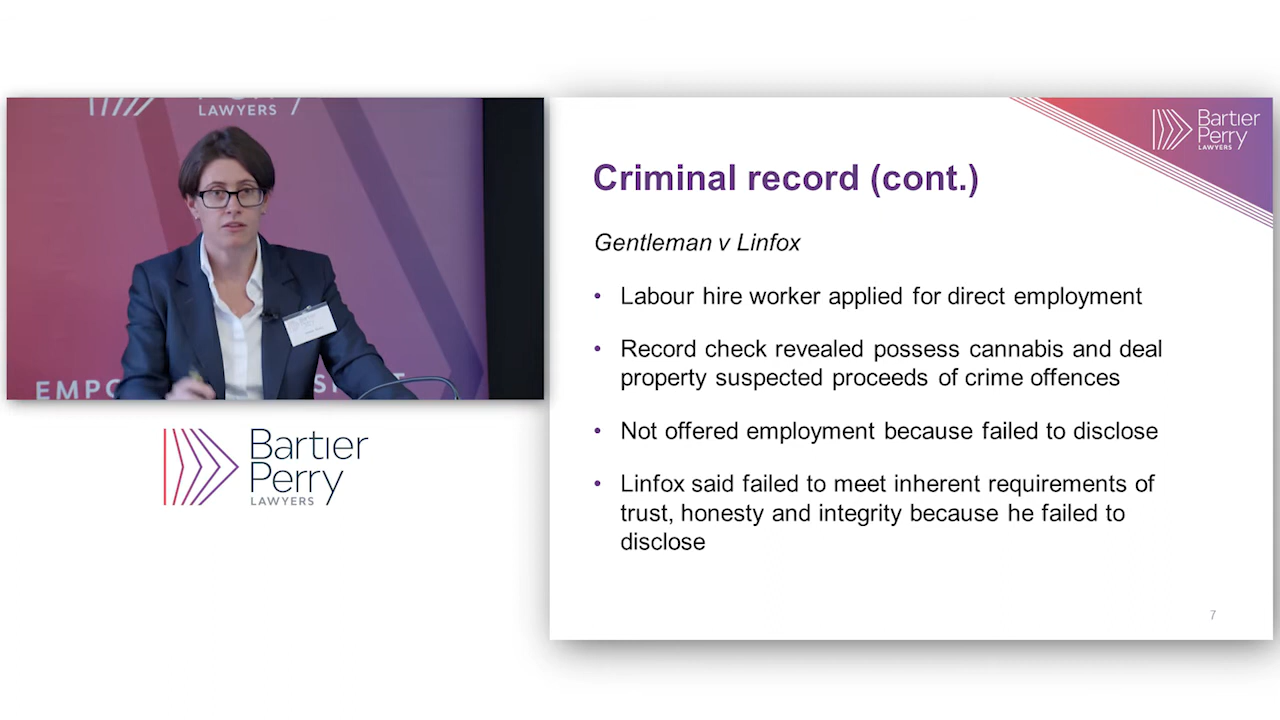 LAWYERS
EMPO
Bartier
Perry
LAWYERS
Bartier
Perry
LAWYERS
Criminal record (cont.)
Gentleman v Linfox
• Labour hire worker applied for direct employment
• Record check revealed possess cannabis and deal
property suspected proceeds of crime offences
• Not offered employment because failed to disclose
• Linfox said failed to meet inherent requirements of
trust, honesty and integrity because he failed to
disclose
7